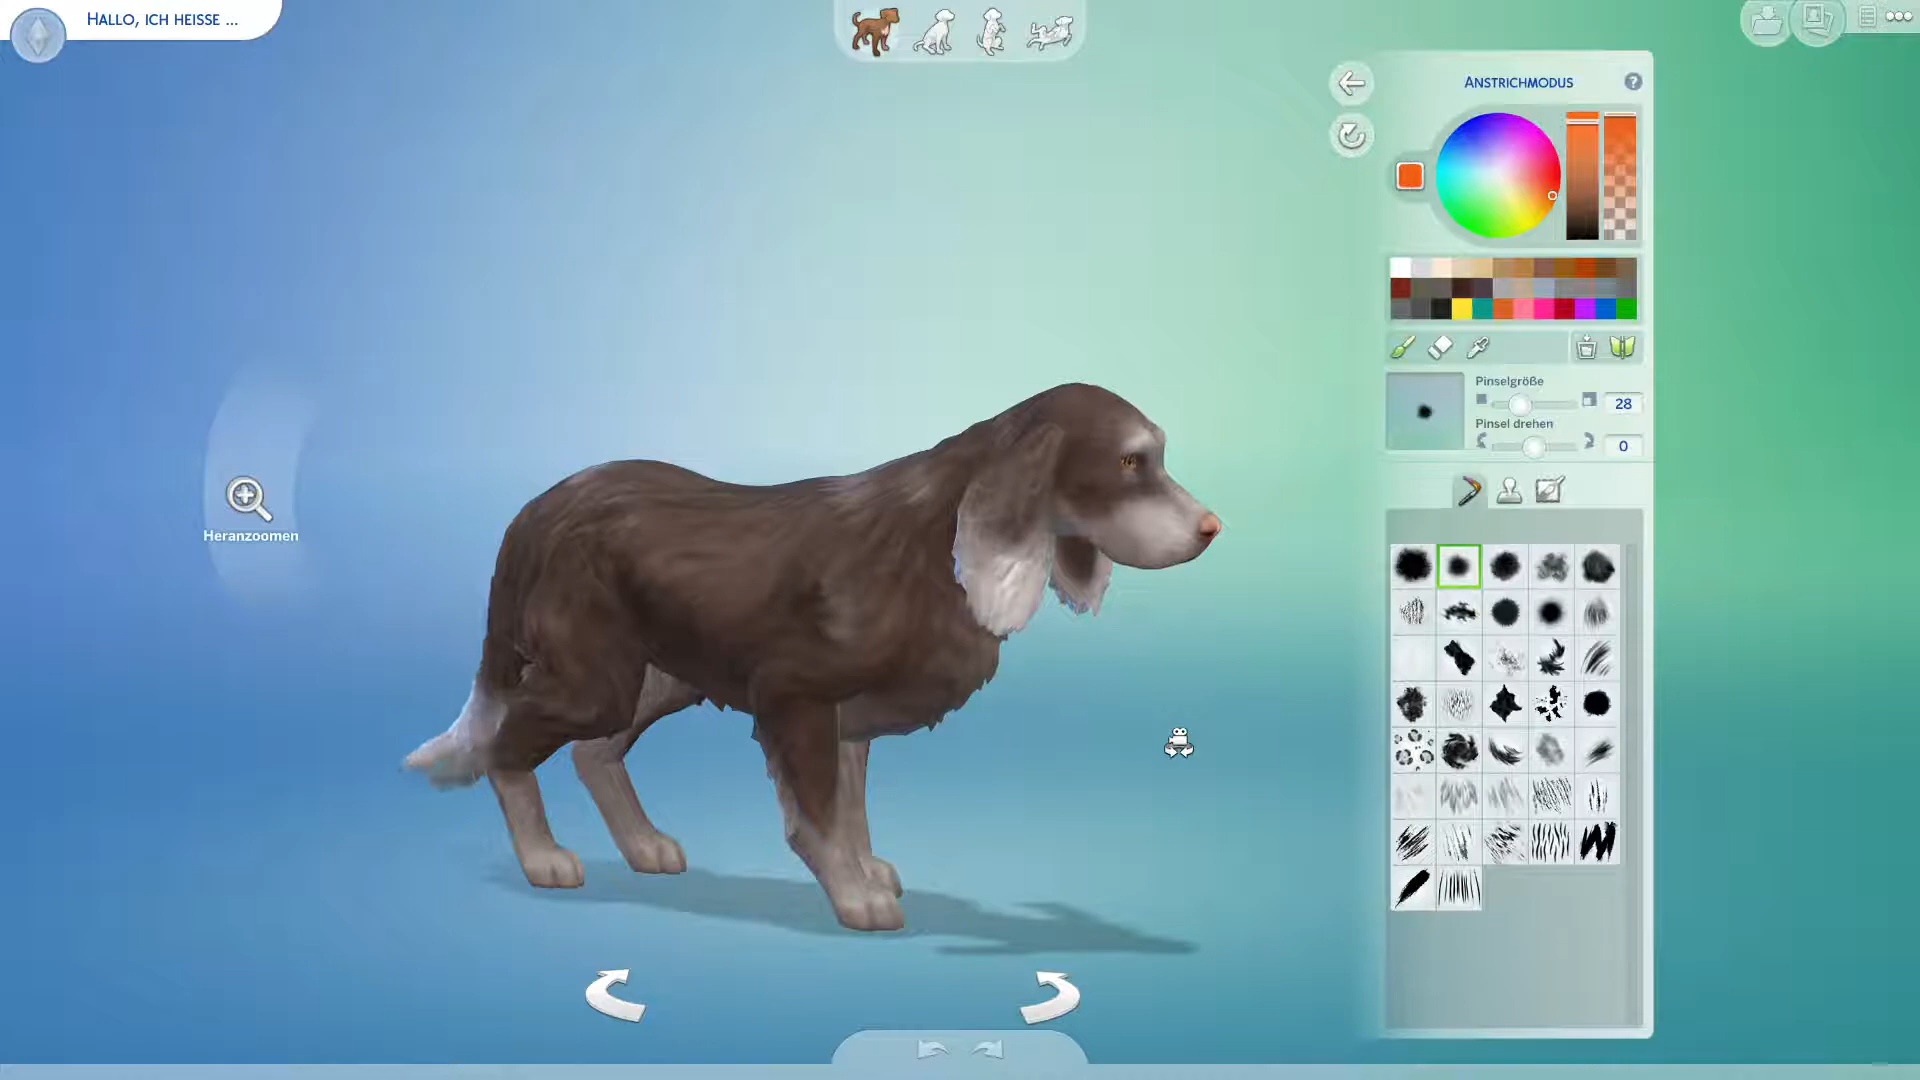 Hallo, ich heiße ...
Anstrichmodus
?
Pinselgröße
28
Pinsel drehen
0
Heranzoomen